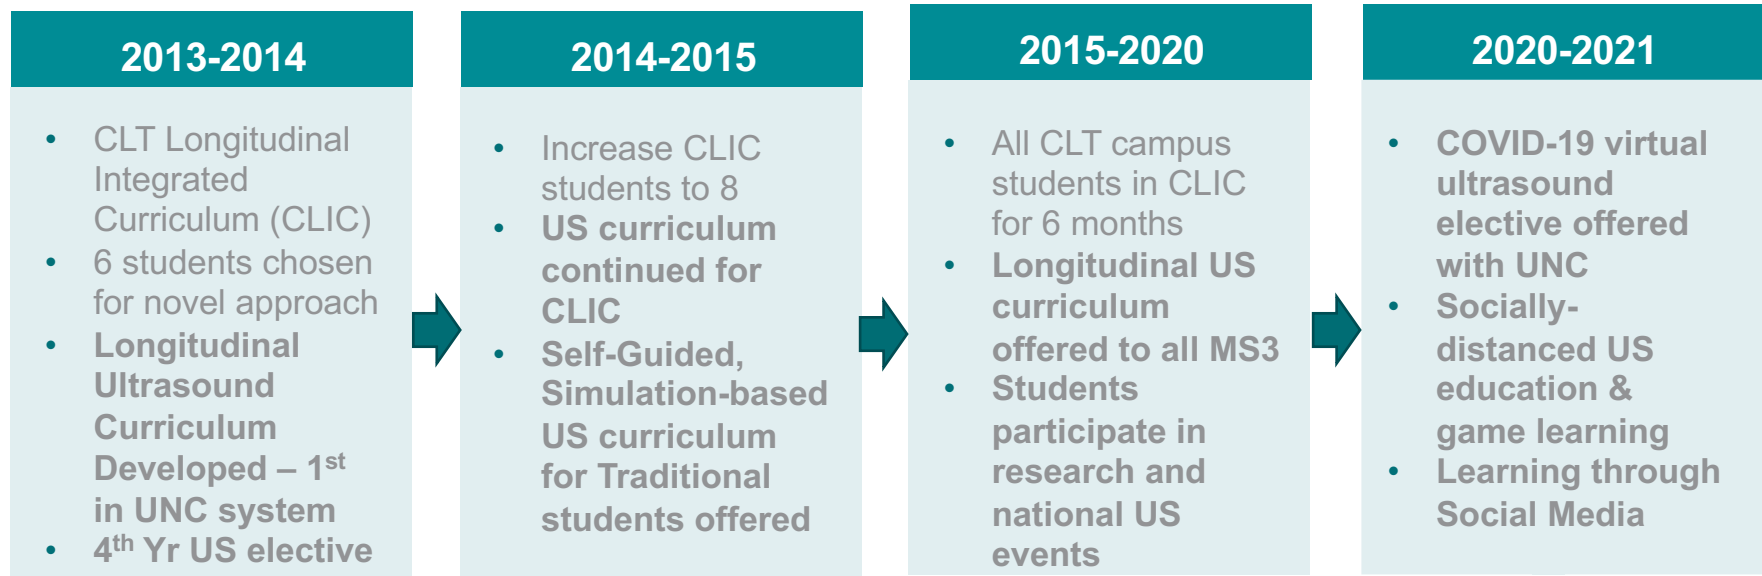 2013-2014
• CLT Longitudinal
Integrated
Curriculum (CLIC)
• 6 students chosen
for novel approach
• Longitudinal
Ultrasound
Curriculum
Developed – 1st
in UNC system
• 4th Yr US elective
2014-2015
• Increase CLIC
students to 8
• US curriculum
continued for
CLIC
• Self-Guided,
Simulation-based
US curriculum
for Traditional
students offered
2015-2020
• All CLT campus
students in CLIC
for 6 months
• Longitudinal US
curriculum
offered to all MS3
• Students
participate in
research and
national US
events
2020-2021
• COVID-19 virtual
ultrasound
elective offered
with UNC
• Socially-
distanced US
education &
game learning
• Learning through
Social Media